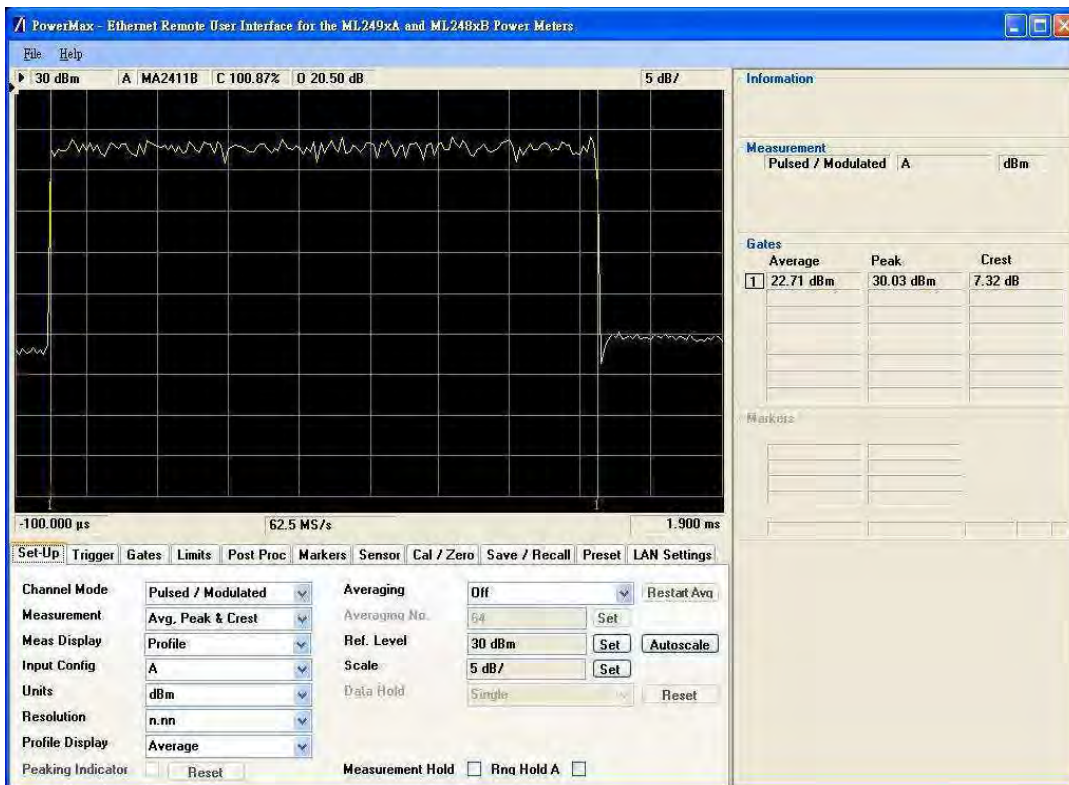 PowerMax - Ethernet Remote User Interface for the ML249xA and ML248xB Power Meters
File Help
30 dBm A MA2411B C 100.87% O 20.50 dB 5 dB/
1 1
-100.000 µs 62.5 MS/s 1.900 ms
Information
Measurement
Pulsed / Modulated A dBm
Gates
Average Peak Crest
1 22.71 dBm 30.03 dBm 7.32 dB
Markers
Set-Up Trigger Gates Limits Post Proc Markers Sensor Cal / Zero Save / Recall Preset LAN Settings
Channel Mode Pulsed / Modulated Averaging Off Restart Avg
Measurement Avg, Peak & Crest Averaging No. 64 Set
Meas Display Profile Ref. Level 30 dBm Set Autoscale
Input Config A Scale 5 dB/ Set
Units dBm Data Hold Single Reset
Resolution n.nn
Profile Display Average
Peaking Indicator Reset Measurement Hold Rng Hold A